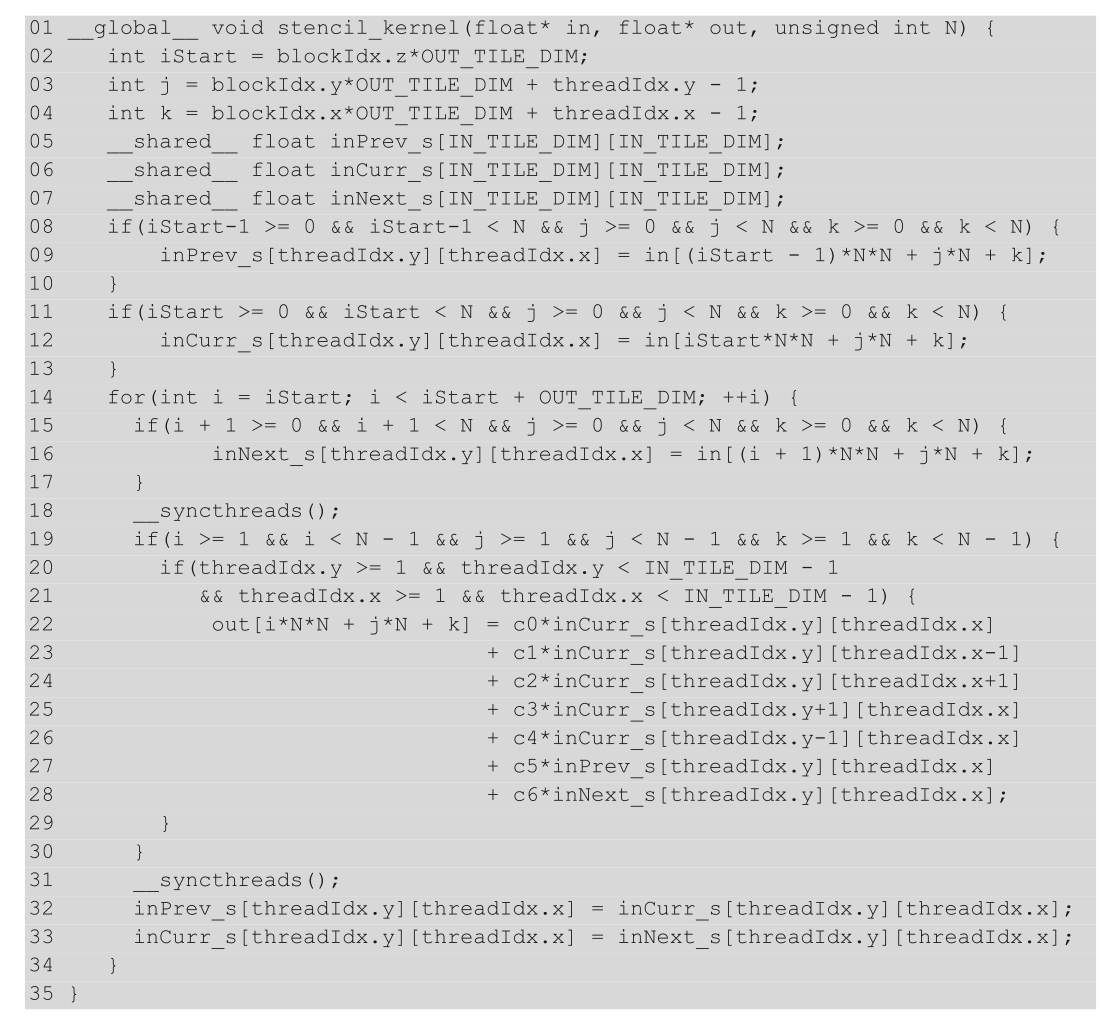 01 __global__ void stencil_kernel(float* in, float* out, unsigned int N) {
02    int iStart = blockIdx.z*OUT_TILE_DIM;
03    int j = blockIdx.y*OUT_TILE_DIM + threadIdx.y - 1;
04    int k = blockIdx.x*OUT_TILE_DIM + threadIdx.x - 1;
05    __shared__ float inPrev_s[IN_TILE_DIM][IN_TILE_DIM];
06    __shared__ float inCurr_s[IN_TILE_DIM][IN_TILE_DIM];
07    __shared__ float inNext_s[IN_TILE_DIM][IN_TILE_DIM];
08    if(iStart-1 >= 0 && iStart-1 < N && j >= 0 && j < N && k >= 0 && k < N) {
09        inPrev_s[threadIdx.y][threadIdx.x] = in[(iStart - 1)*N*N + j*N + k];
10    }
11    if(iStart >= 0 && iStart < N && j >= 0 && j < N && k >= 0 && k < N) {
12        inCurr_s[threadIdx.y][threadIdx.x] = in[iStart*N*N + j*N + k];
13    }
14    for(int i = iStart; i < iStart + OUT_TILE_DIM; ++i) {
15      if(i + 1 >= 0 && i + 1 < N && j >= 0 && j < N && k >= 0 && k < N) {
16            inNext_s[threadIdx.y][threadIdx.x] = in[(i + 1)*N*N + j*N + k];
17      }
18      __syncthreads();
19      if(i >= 1 && i < N - 1 && j >= 1 && j < N - 1 && k >= 1 && k < N - 1) {
20        if(threadIdx.y >= 1 && threadIdx.y < IN_TILE_DIM - 1
21           && threadIdx.x >= 1 && threadIdx.x < IN_TILE_DIM - 1) {
22            out[i*N*N + j*N + k] = c0*inCurr_s[threadIdx.y][threadIdx.x]
23                                 + c1*inCurr_s[threadIdx.y][threadIdx.x-1]
24                                 + c2*inCurr_s[threadIdx.y][threadIdx.x+1]
25                                 + c3*inCurr_s[threadIdx.y+1][threadIdx.x]
26                                 + c4*inCurr_s[threadIdx.y-1][threadIdx.x]
27                                 + c5*inPrev_s[threadIdx.y][threadIdx.x]
28                                 + c6*inNext_s[threadIdx.y][threadIdx.x];
29        }
30      }
31      __syncthreads();
32      inPrev_s[threadIdx.y][threadIdx.x] = inCurr_s[threadIdx.y][threadIdx.x];
33      inCurr_s[threadIdx.y][threadIdx.x] = inNext_s[threadIdx.y][threadIdx.x];
34    }
35 }